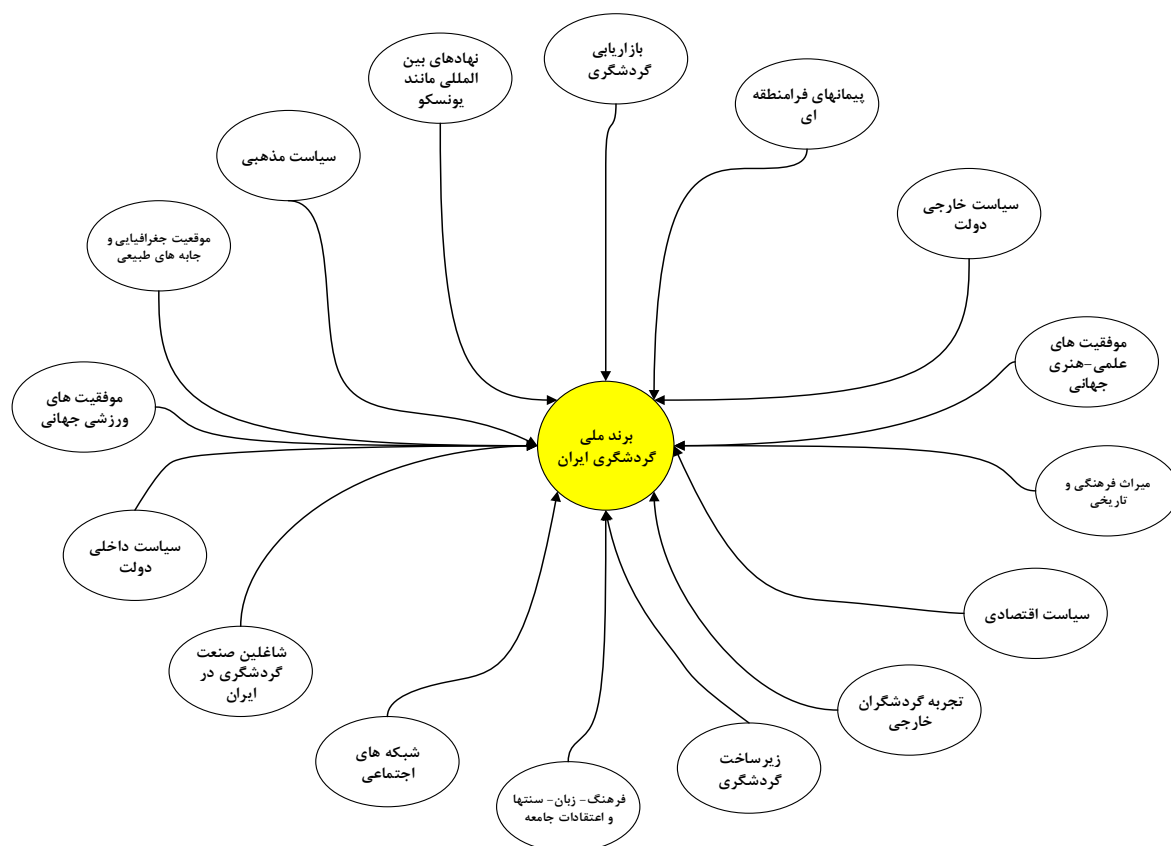 بازاریابی
گردشگری
نهادهای بین
المللی مانند
یونسکو
پیمانهای فرامنطقه
ای
سیاست مذهبی
سیاست خارجی
دولت
موقعیت جغرافیایی و
جابه های طبیعی
موفقیت های
علمی-هنری
جهانی
موفقیت های
ورزشی جهانی
برند ملی
گردشگری ایران
میراث فرهنگی و
تاریخی
سیاست داخلی
دولت
سیاست اقتصادی
شاغلین صنعت
گردشگری در
ایران
تجربه گردشگران
خارجی
شبکه های
اجتماعی
زیرساخت
گردشگری
فرهنگ- زبان- سنتها
و اعتقادات جامعه